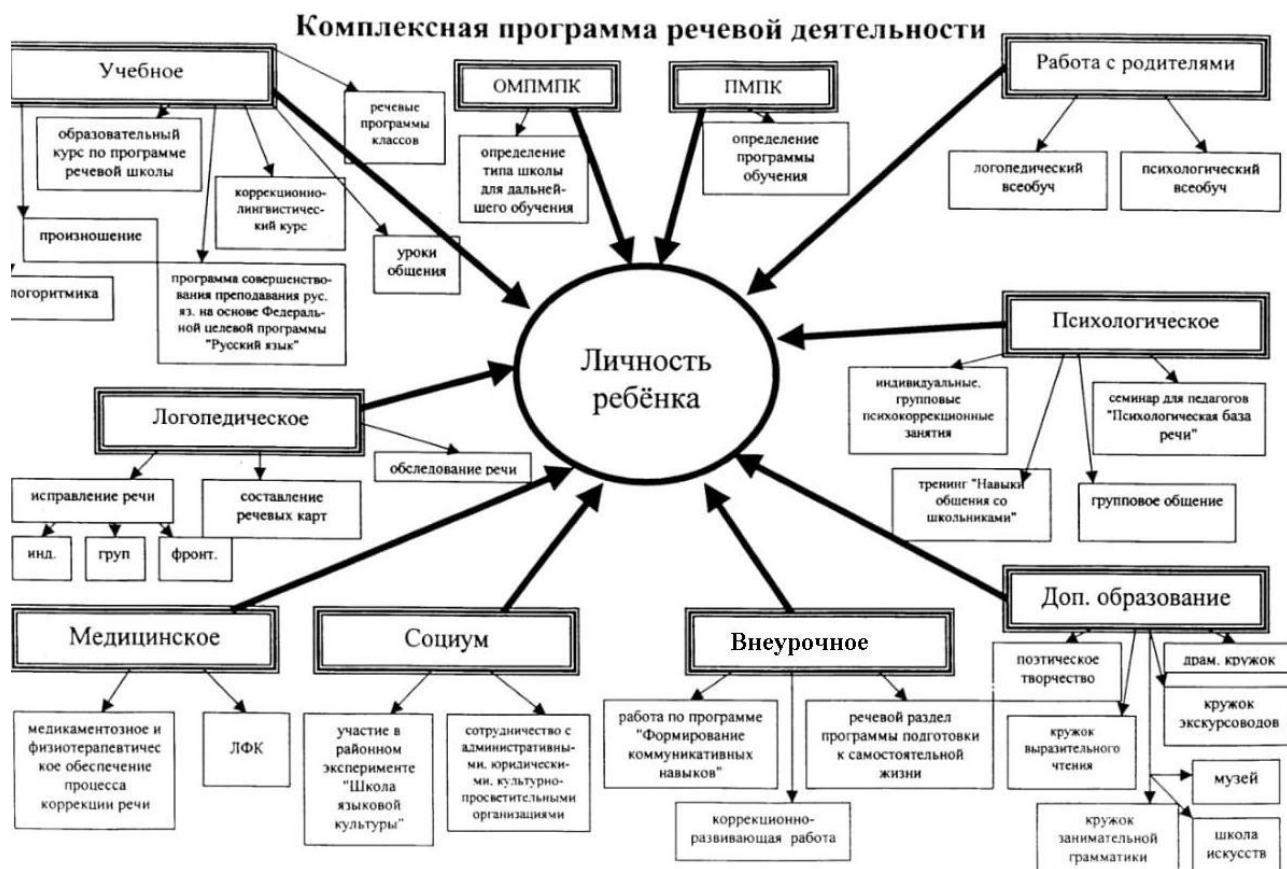 Комплексная программа речевой деятельности
Учебное
ОМПМПК
ПМПК
Работа с родителями
речевые
программы
классов
образовательный
курс по программе
речевой школы
определение
типа школы
для дальней-
шего обучения
определение
программы
обучения
логопедический
всеобуч
психологический
всеобуч
коррекционно-
лингвистичес-
кий курс
произношение
уроки
общения
логоритмика
программа совершенство-
вания преподавания рус.
яз. на основе Федераль-
ной целевой программы
"Русский язык"
Личность
ребёнка
Психологическое
индивидуальные.
групповые
психокоррекционные
занятия
семинар для педагогов
"Психологическая база
речи"
тренинг "Навыки
общения со
школьниками"
групповое общение
Логопедическое
обследование речи
исправление речи
составление
речевых карт
инд.
груп
фронт.
Медицинское
Социум
Внеурочное
Доп. образование
медикаментозное и
физиотерапевтичес
кое обеспечение
процесса
коррекции речи
ЛФК
участие в
районном
эксперименте
"Школа
языковой
культуры"
сотрудничество с
административны-
ми, юридически-
ми, культурно-
просветительными
организациями
работа по программе
"Формирование
коммуникативных
навыков"
речевой раздел
программы подготовки
к самостоятельной
жизни
коррекционно-
развивающая работа
поэтическое
творчество
драм. кружок
кружок
экскурсоводов
кружок
выразительного
чтения
музей
кружок
занимательной
грамматики
школа
искусств